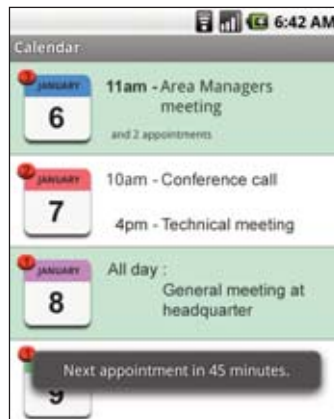 6:42 AM
Calendar
JANUARY
6
11am - Area Managers
meeting
and 2 appointments
JANUARY
7
10am - Conference call
4pm - Technical meeting
JANUARY
8
All day :
General meeting at
headquarter
Next appointment in 45 minutes.
9